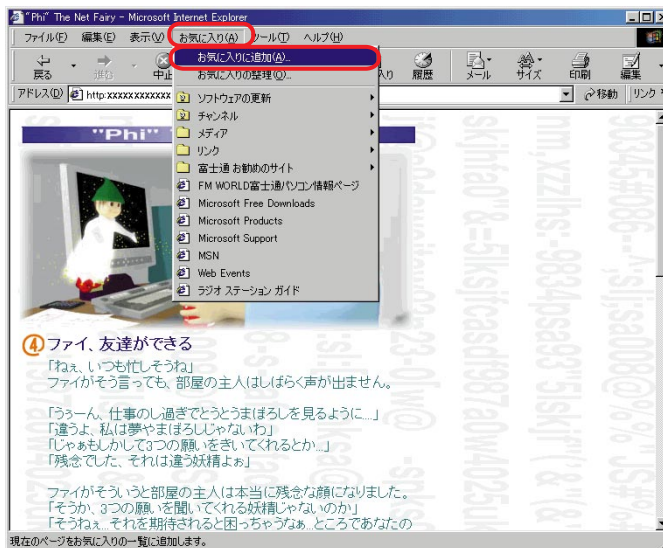 "Phi" The Net Fairy - Microsoft Internet Explorer
ファイル(F) 編集(E) 表示(V) お気に入り(A) ツール(T) ヘルプ(H)
戻る 進む 中止 入り 履歴 メール サイズ 印刷 編集
アドレス(D) http:xxxxxxxxxxxx 移動 リンク
お気に入りに追加(A)...
お気に入りの整理(O)...
ソフトウェアの更新
チャンネル
メディア
リンク
富士通 お勧めのサイト
FM WORLD富士通パソコン情報ページ
Microsoft Free Downloads
Microsoft Products
Microsoft Support
MSN
Web Events
ラジオ ステーション ガイド
"Phi"
④ファイ、友達ができる
「ねぇ、いつも忙しそうね」
ファイがそう言っても、部屋の主人はしばらく声が出ません。
「うぅーん、仕事のし過ぎでとうとうまぼろしを見るように...」
「違うよ、私は夢やまぼろしじゃないわ」
「じゃあもしかして3つの願いをきいてくれるとか...」
「残念でした、それは違う妖精よぉ」
ファイがそういうと部屋の主人は本当に残念な顔になりました。
「そうか、3つの願いを聞いてくれる妖精じゃないのか」
「そうねぇ...それを期待されると困っちゃうなぁ...ところであなたの
現在のページをお気に入りの一覧に追加します。